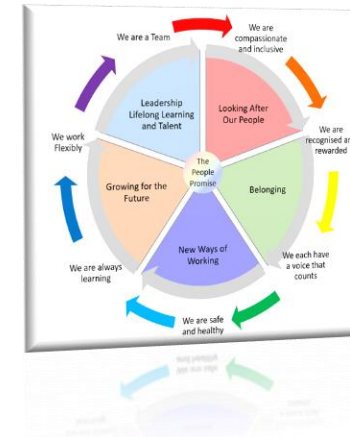 We are a Team
We are
compassionate
and inclusive
We are
recognised and
rewarded
We each have
a voice that
counts
We are safe
and healthy
We are always
learning
We work
Flexibly
Leadership
Lifelong Learning
and Talent
Looking After
Our People
Belonging
New Ways of
Working
Growing for the
Future
The
People
Promise